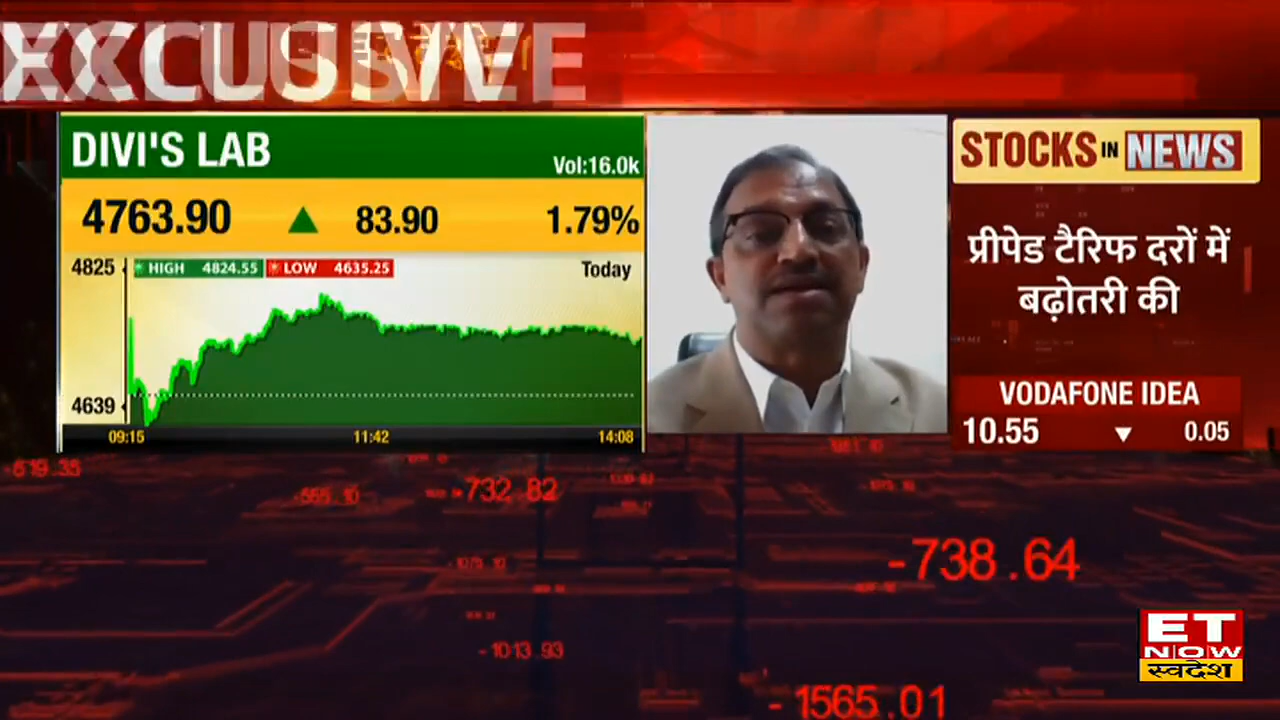 EXCLUSIVE
DIVI'S LAB
Vol:16.0k
4763.90 ▲ 83.90 1.79%
4825
HIGH 4824.55 LOW 4635.25
Today
4639
09:15 11:42 14:08
STOCKS IN NEWS
प्रीपेड टैरिफ दरों में
बढ़ोतरी की
VODAFONE IDEA
10.55 ▼ 0.05
-732.82
-738.64
-1013.93
-1565.01
ET
NOW
स्वदेश